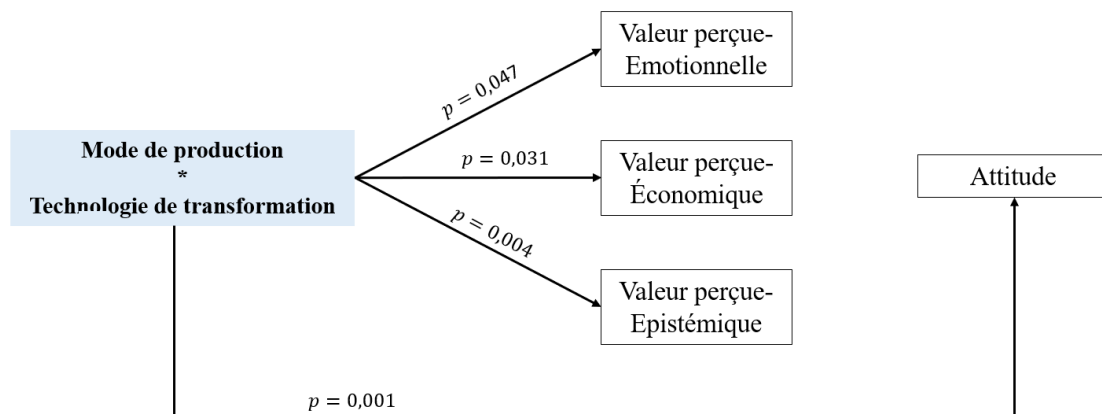 Valeur perçue-
Emotionnelle
p = 0,047
Mode de production
*
Technologie de transformation
p = 0,031
Valeur perçue-
Économique
Attitude
p = 0,004
Valeur perçue-
Epistémique
p = 0,001